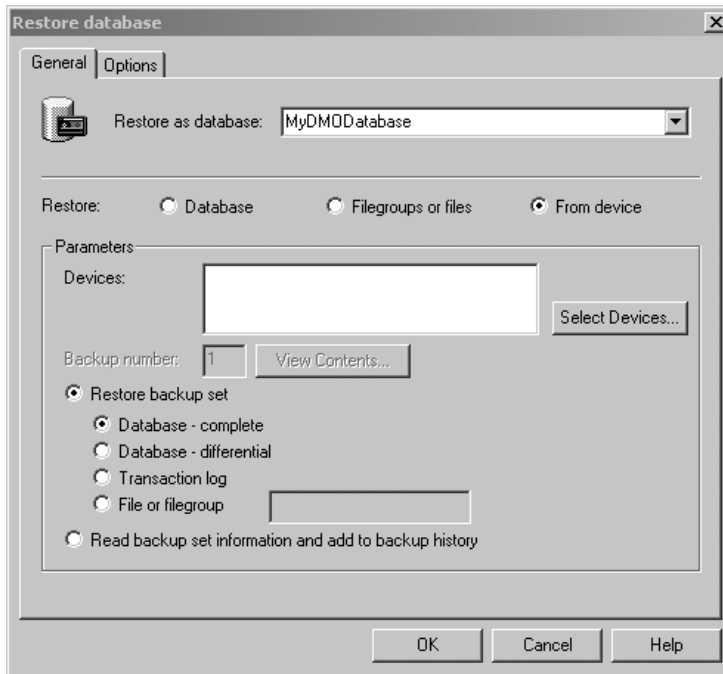 Restore database
General Options
Restore as database: MyDMODatabase
Restore: Database Filegroups or files From device
Parameters
Devices:
Select Devices...
Backup number: 1 View Contents...
Restore backup set
Database - complete
Database - differential
Transaction log
File or filegroup
Read backup set information and add to backup history
OK Cancel Help